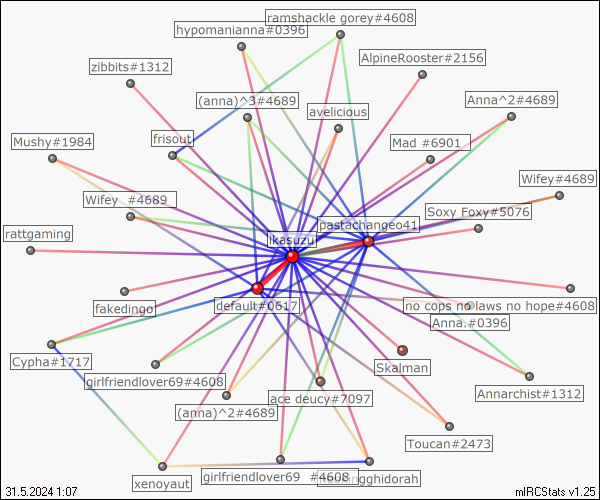 ramshackle gorey#4608
hypomanianna#0396
AlpineRooster#2156
zibbits#1312
(anna)^3#4689
Anna^2#4689
avelicious
Mushy#1984
frisout
Mad #6901
Wifey#4689
Wifey  #4689
Soxy Foxy#5076
pastachangeo41
rattgaming
ikasuzu
fakedingo
default#0617
no cops no laws no hope#4608
Anna.#0396
Cypha#1717
Skalman
girlfriendlover69#4608
Annarchist#1312
ace deucy#7097
(anna)^2#4689
Toucan#2473
girlfriendlover69  #4608
ghidorah
xenoyaut
31.5.2024 1:07
mIRCStats v1.25